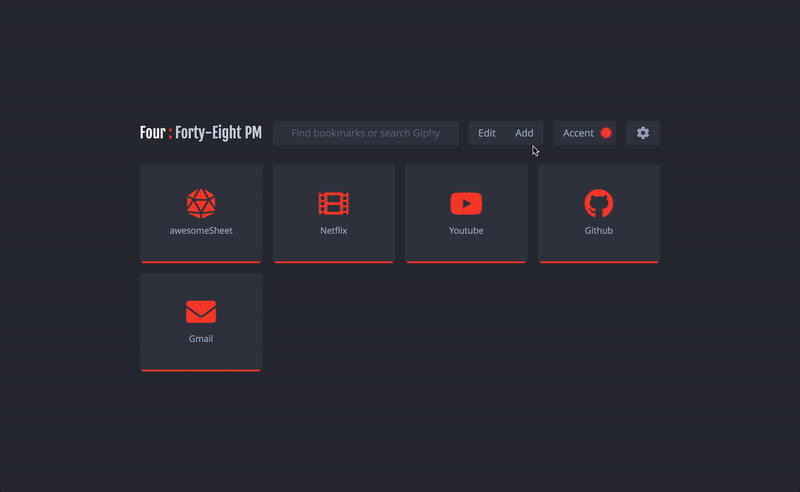 Four : Forty-Eight PM
Find bookmarks or search Giphy
Edit
Add
Accent
awesomeSheet
Netflix
Youtube
Github
Gmail